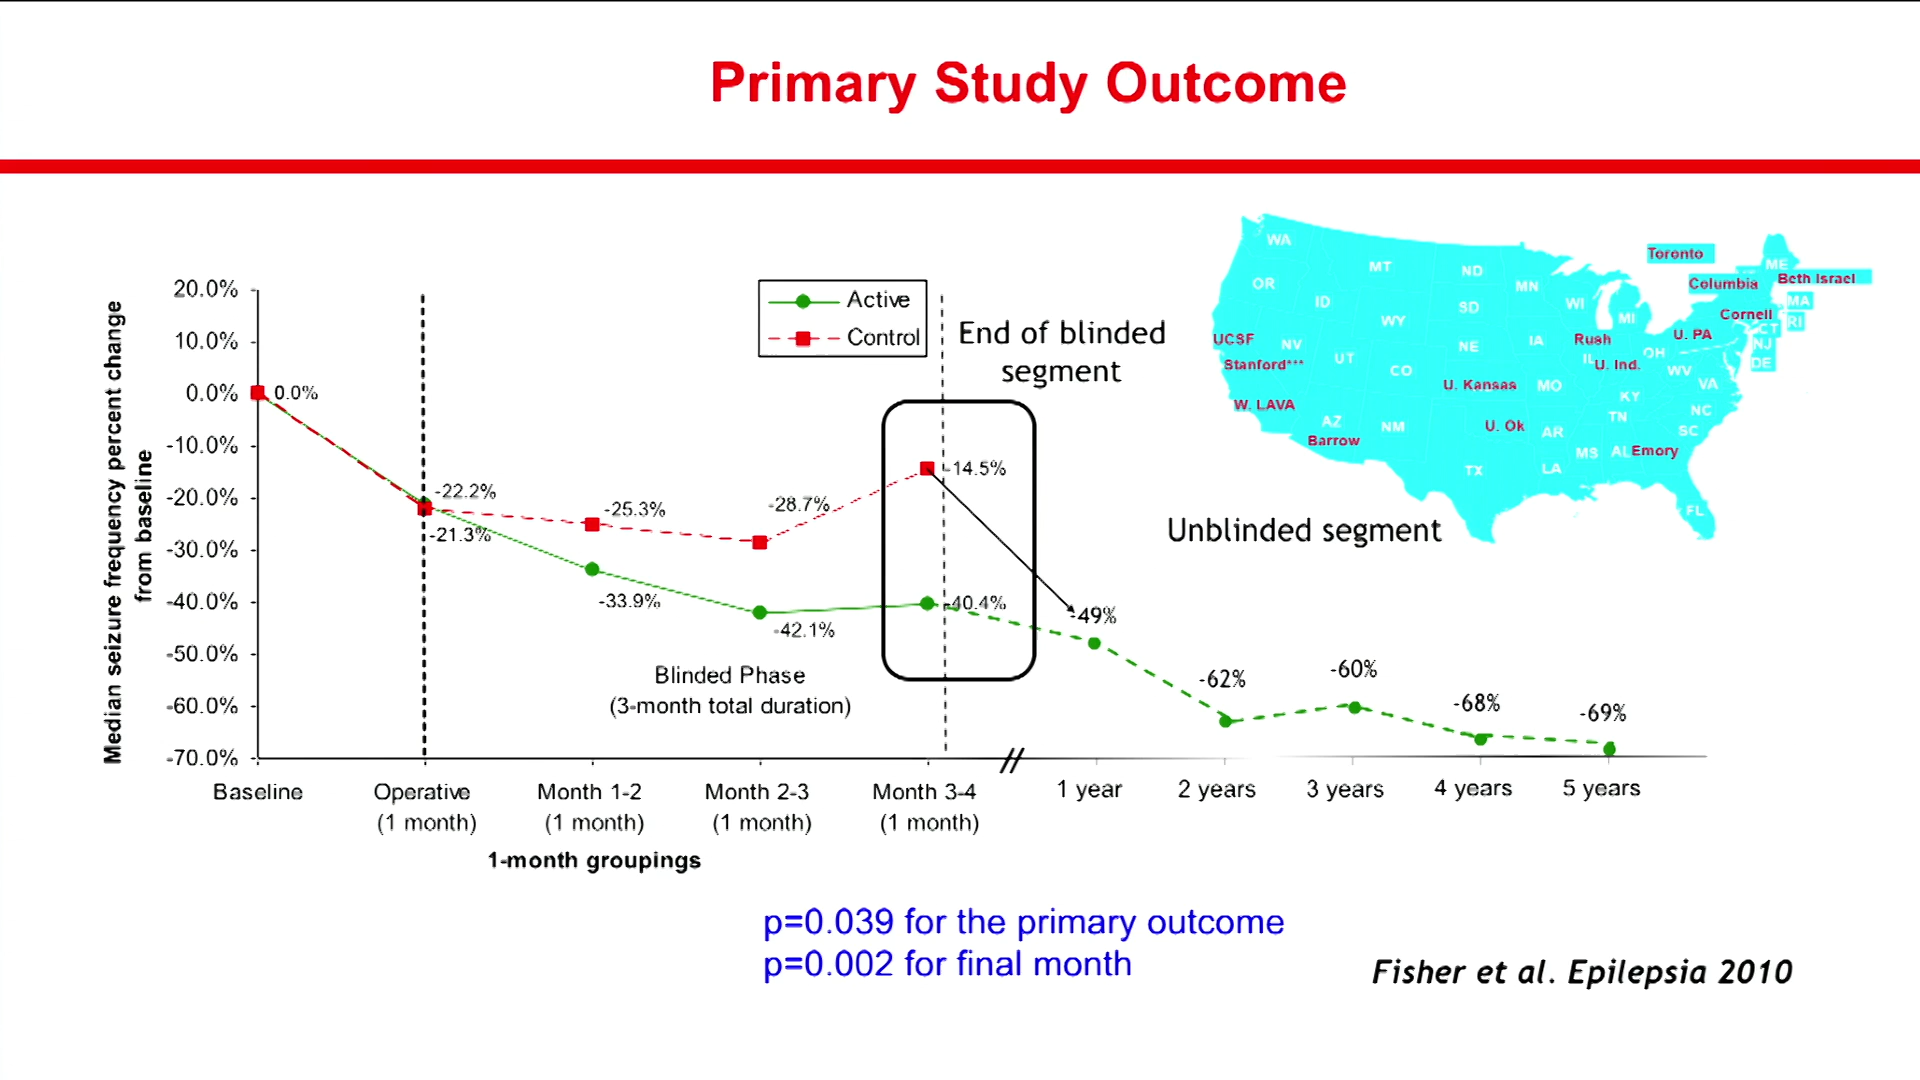 Primary Study Outcome
Median seizure frequency percent change
from baseline
20.0%
10.0%
0.0%
-10.0%
-20.0%
-30.0%
-40.0%
-50.0%
-60.0%
-70.0%
Active
Control
End of blinded
segment
0.0%
-22.2%
-21.3%
-25.3%
-33.9%
-28.7%
-42.1%
-14.5%
-40.4%
-49%
-62%
-60%
-68%
-69%
Blinded Phase
(3-month total duration)
Unblinded segment
Baseline
Operative
(1 month)
Month 1-2
(1 month)
Month 2-3
(1 month)
Month 3-4
(1 month)
1 year
2 years
3 years
4 years
5 years
1-month groupings
WA
OR
ID
MT
ND
MN
SD
WY
WI
MI
Toronto
Columbia
ME
Beth Israel
MA
Cornell
CT
RI
U. PA
NJ
DE
UCSF
NV
UT
NE
IA
Rush
IL
U. Ind.
OH
WV
VA
Stanford***
CO
U. Kansas
MO
KY
W. LAVA
AZ
NM
U. Ok
AR
TN
NC
SC
Barrow
TX
LA
MS
AL
Emory
FL
p=0.039 for the primary outcome
p=0.002 for final month
Fisher et al. Epilepsia 2010